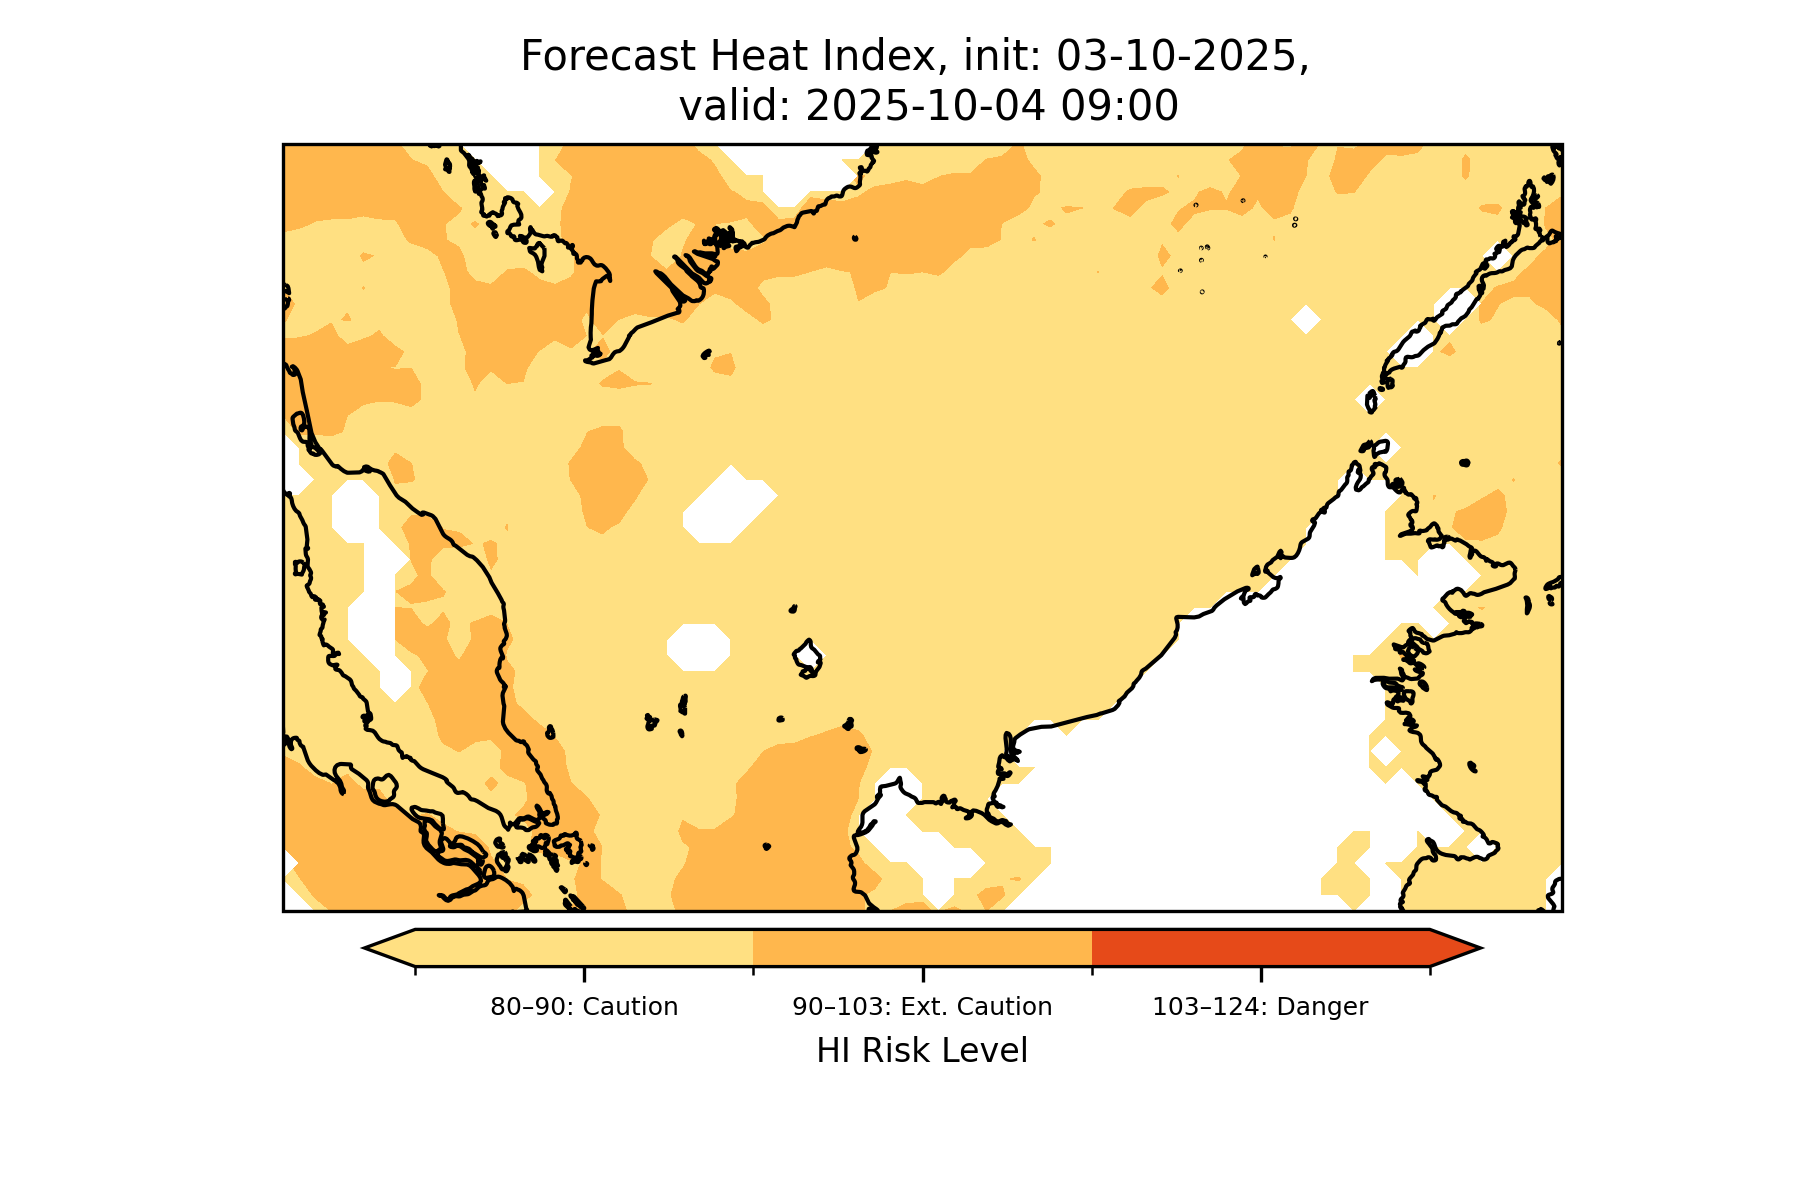 Forecast Heat Index, init: 03-10-2025,
valid: 2025-10-04 09:00
80–90: Caution
90–103: Ext. Caution
103–124: Danger
HI Risk Level